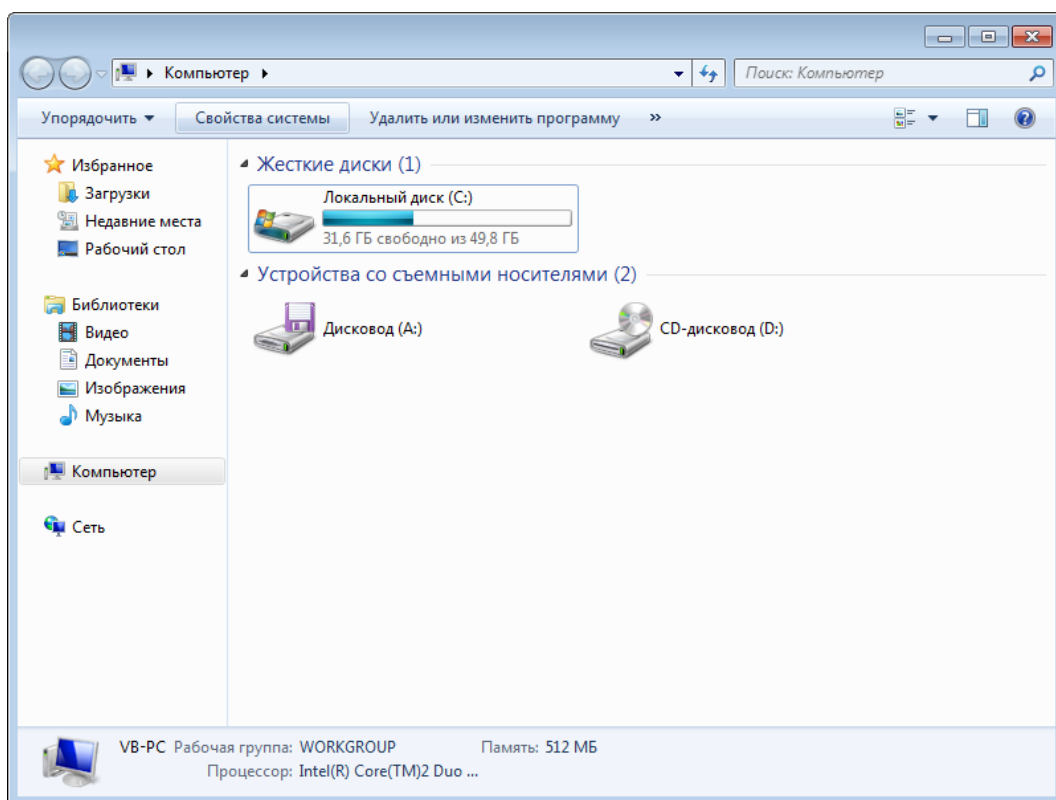 Компьютер
Поиск: Компьютер
Упорядочить Свойства системы Удалить или изменить программу »
Избранное
Загрузки
Недавние места
Рабочий стол
Библиотеки
Видео
Документы
Изображения
Музыка
Компьютер
Сеть
Жесткие диски (1)
Локальный диск (C:)
31,6 ГБ свободно из 49,8 ГБ
Устройства со съемными носителями (2)
Дисковод (A:)
CD-дисковод (D:)
VB-PC Рабочая группа: WORKGROUP Память: 512 МБ
Процессор: Intel(R) Core(TM)2 Duo ...